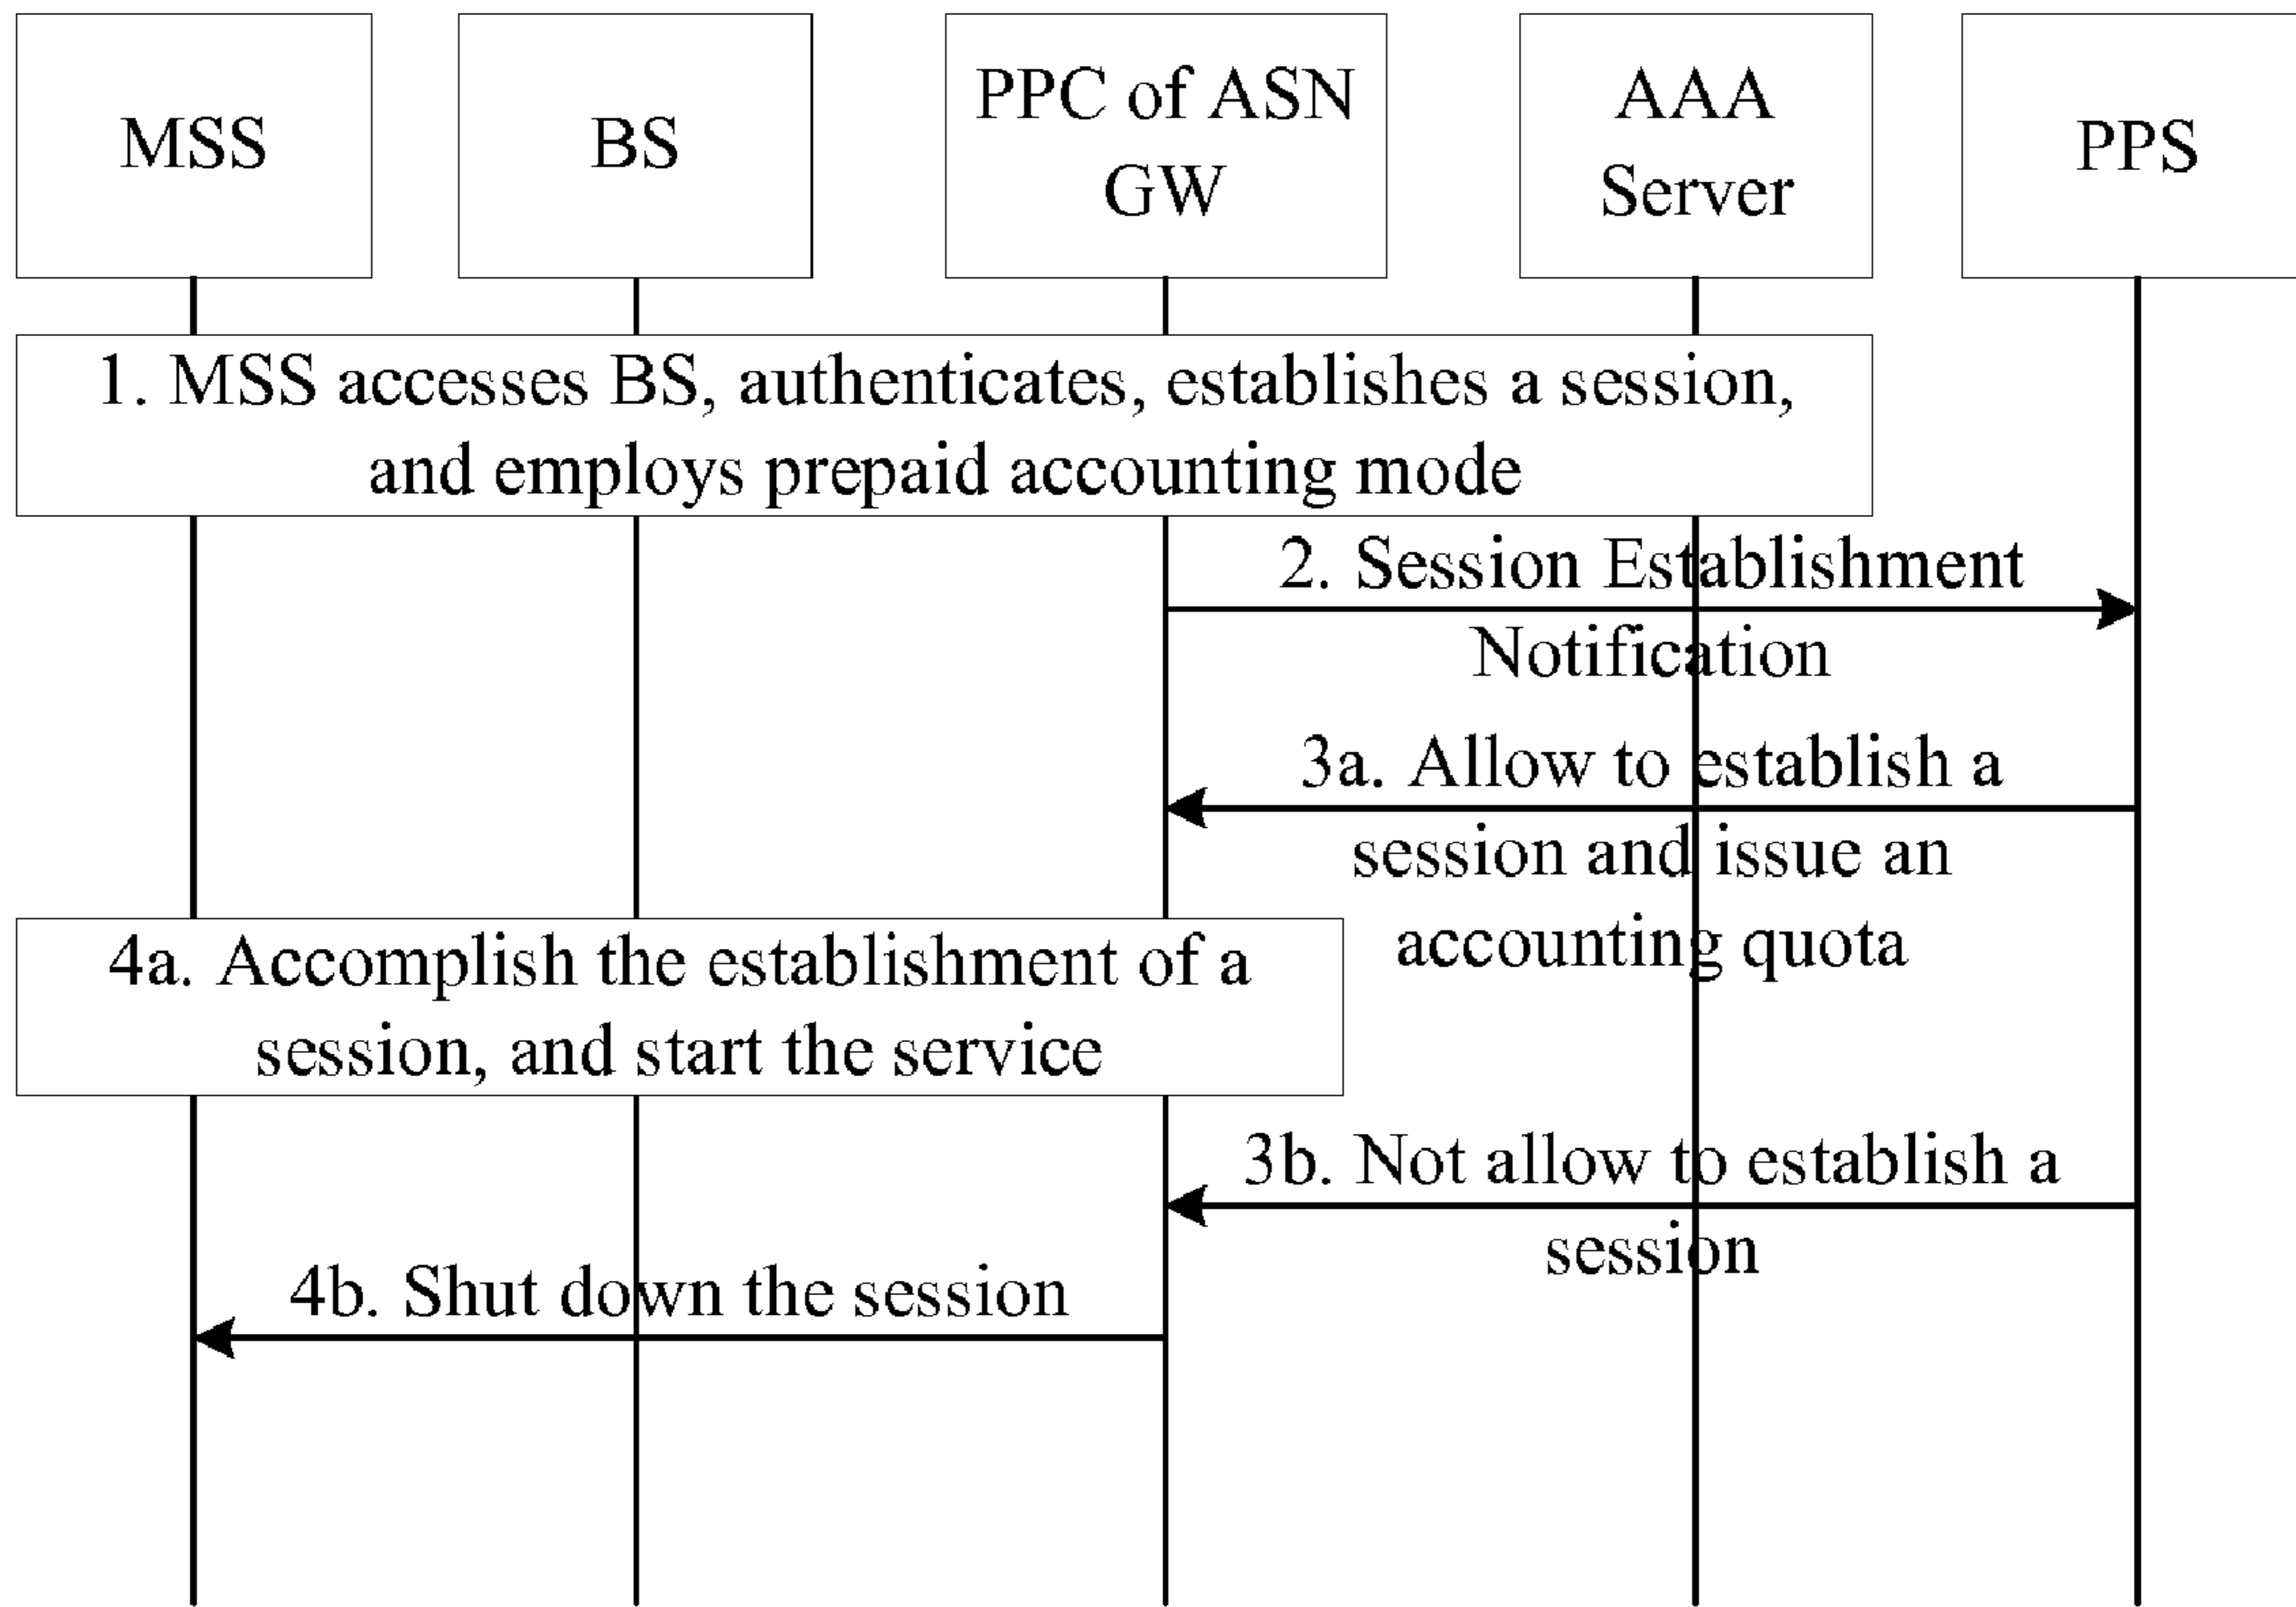 MSS
BS
PPC of ASN
GW
AAA
Server
PPS
1. MSS accesses BS, authenticates, establishes a session,
and employs prepaid accounting mode
2. Session Establishment
Notification
3a. Allow to establish a
session and issue an
accounting quota
4a. Accomplish the establishment of a
session, and start the service
3b. Not allow to establish a
session
4b. Shut down the session